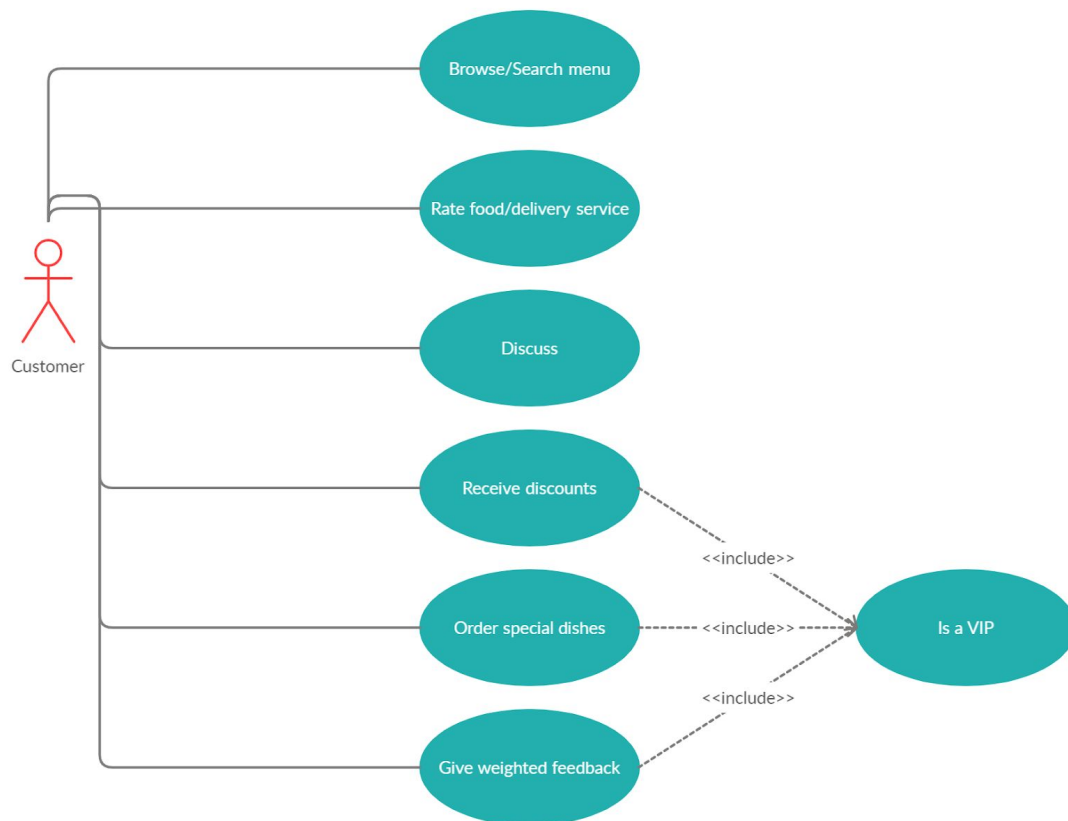 Browse/Search menu
Rate food/delivery service
Customer
Discuss
Receive discounts
<<include>>
Order special dishes
<<include>>
Is a VIP
<<include>>
Give weighted feedback